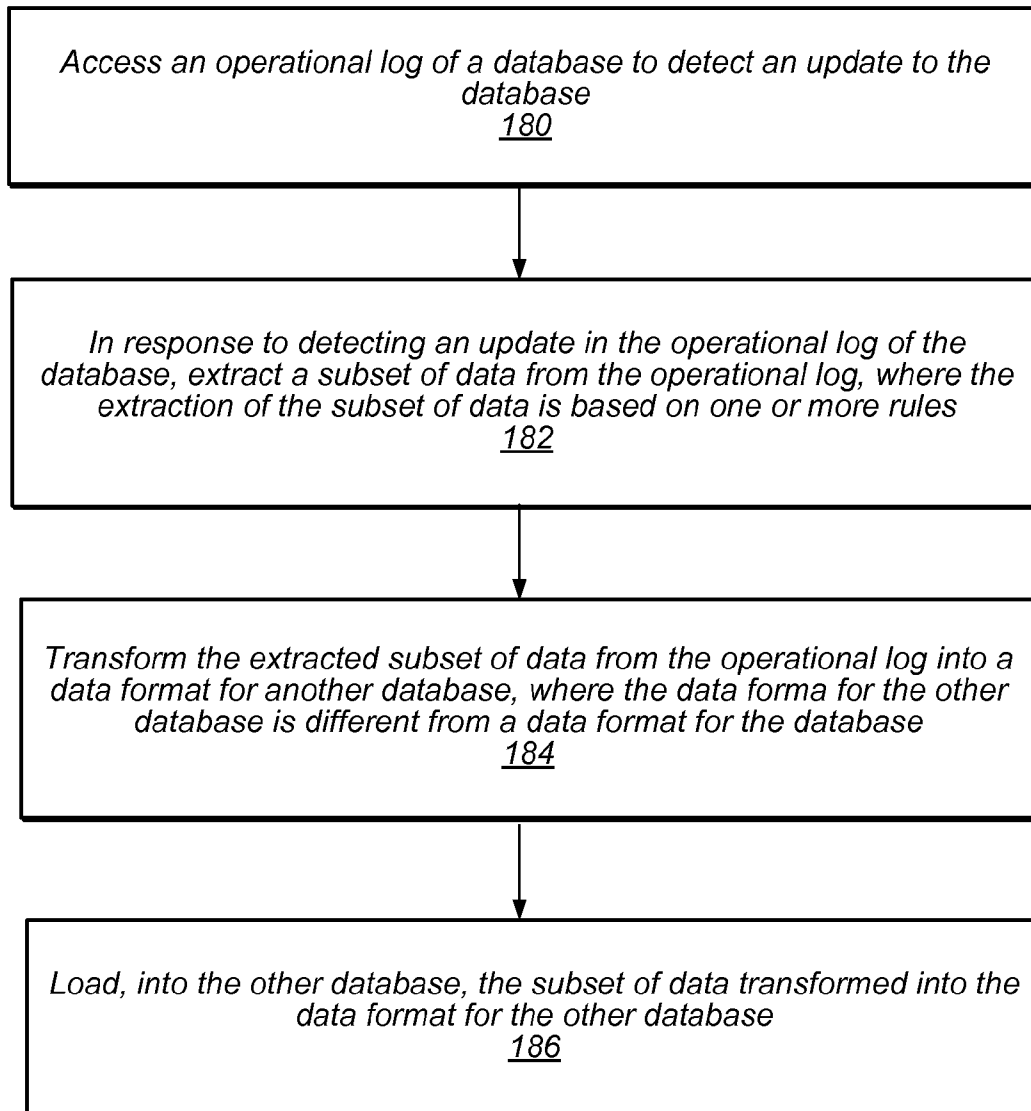 Access an operational log of a database to detect an update to the
database
180
In response to detecting an update in the operational log of the
database, extract a subset of data from the operational log, where the
extraction of the subset of data is based on one or more rules
182
Transform the extracted subset of data from the operational log into a
data format for another database, where the data forma for the other
database is different from a data format for the database
184
Load, into the other database, the subset of data transformed into the
data format for the other database
186